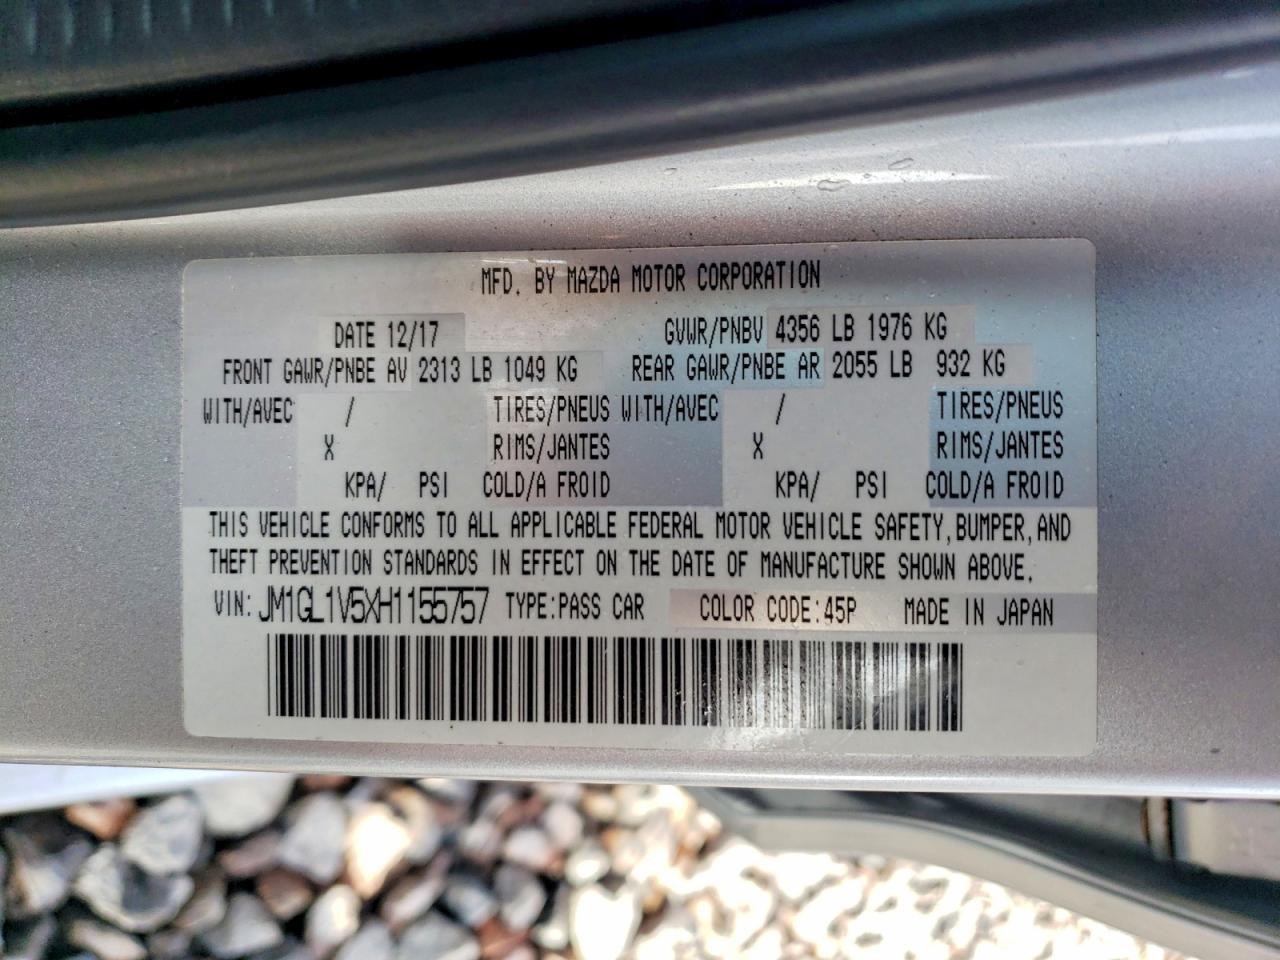 MFD. BY MAZDA MOTOR CORPORATION
DATE 12/17 GVWR/PNBV 4356 LB 1976 KG
FRONT GAWR/PNBE AV 2313 LB 1049 KG REAR GAWR/PNBE AR 2055 LB 932 KG
WITH/AVEC / TIRES/PNEUS WITH/AVEC / TIRES/PNEUS
X RIMS/JANTES X RIMS/JANTES
KPA/ PSI COLD/A FROID KPA/ PSI COLD/A FROID
THIS VEHICLE CONFORMS TO ALL APPLICABLE FEDERAL MOTOR VEHICLE SAFETY, BUMPER, AND
THEFT PREVENTION STANDARDS IN EFFECT ON THE DATE OF MANUFACTURE SHOWN ABOVE.
VIN: JM1GL1V5XH1155757 TYPE:PASS CAR COLOR CODE:45P MADE IN JAPAN